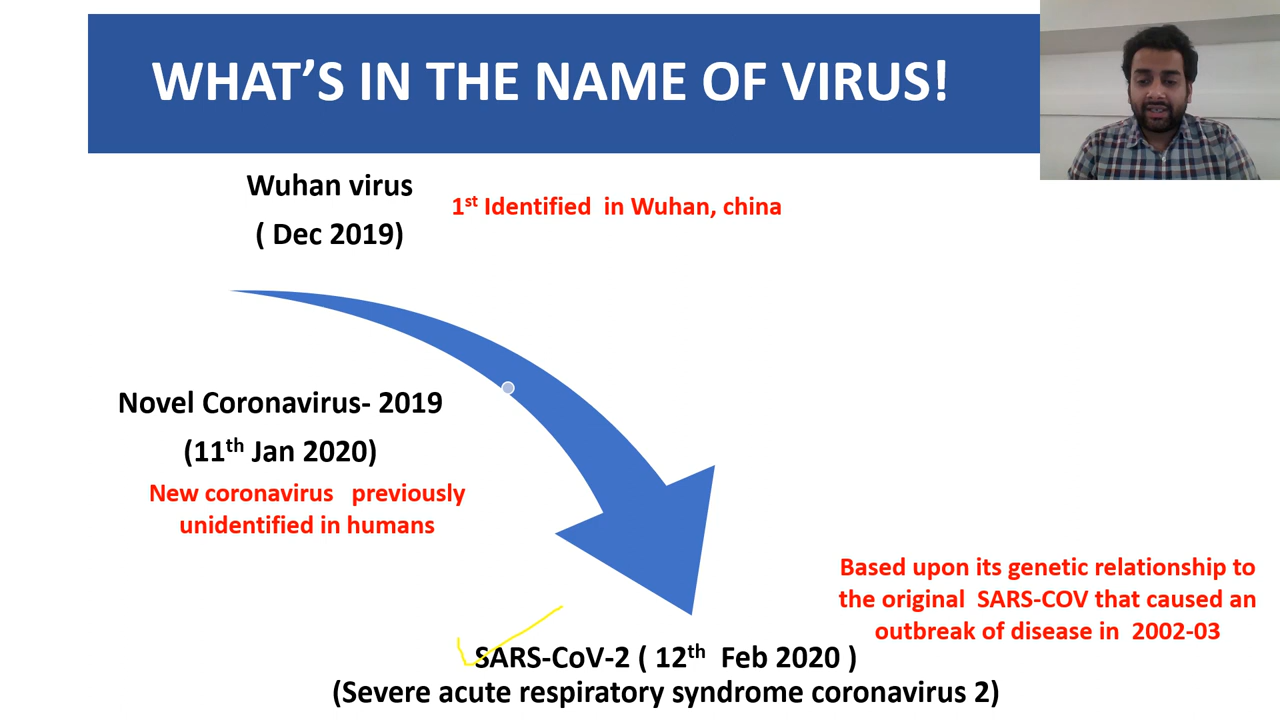 WHAT'S IN THE NAME OF VIRUS!
Wuhan virus
( Dec 2019)
1st Identified in Wuhan, china
Novel Coronavirus- 2019
(11th Jan 2020)
New coronavirus previously
unidentified in humans
Based upon its genetic relationship to
the original SARS-COV that caused an
outbreak of disease in 2002-03
SARS-CoV-2 ( 12th Feb 2020 )
(Severe acute respiratory syndrome coronavirus 2)